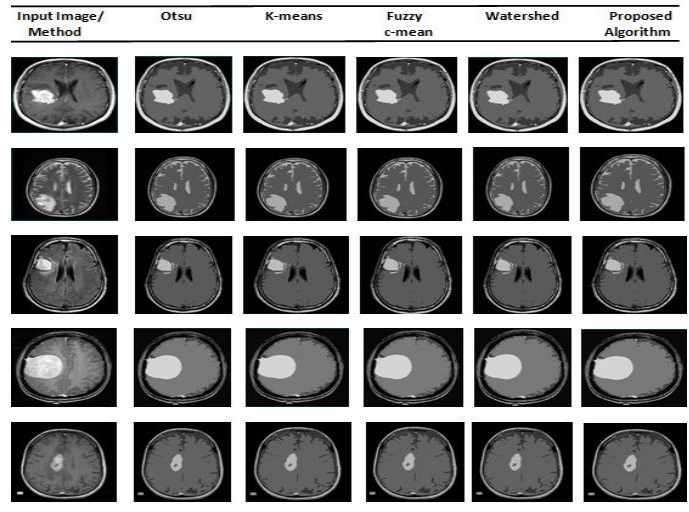 Input Image/ Otsu K-means Fuzzy Watershed Proposed
Method c-mean Algorithm